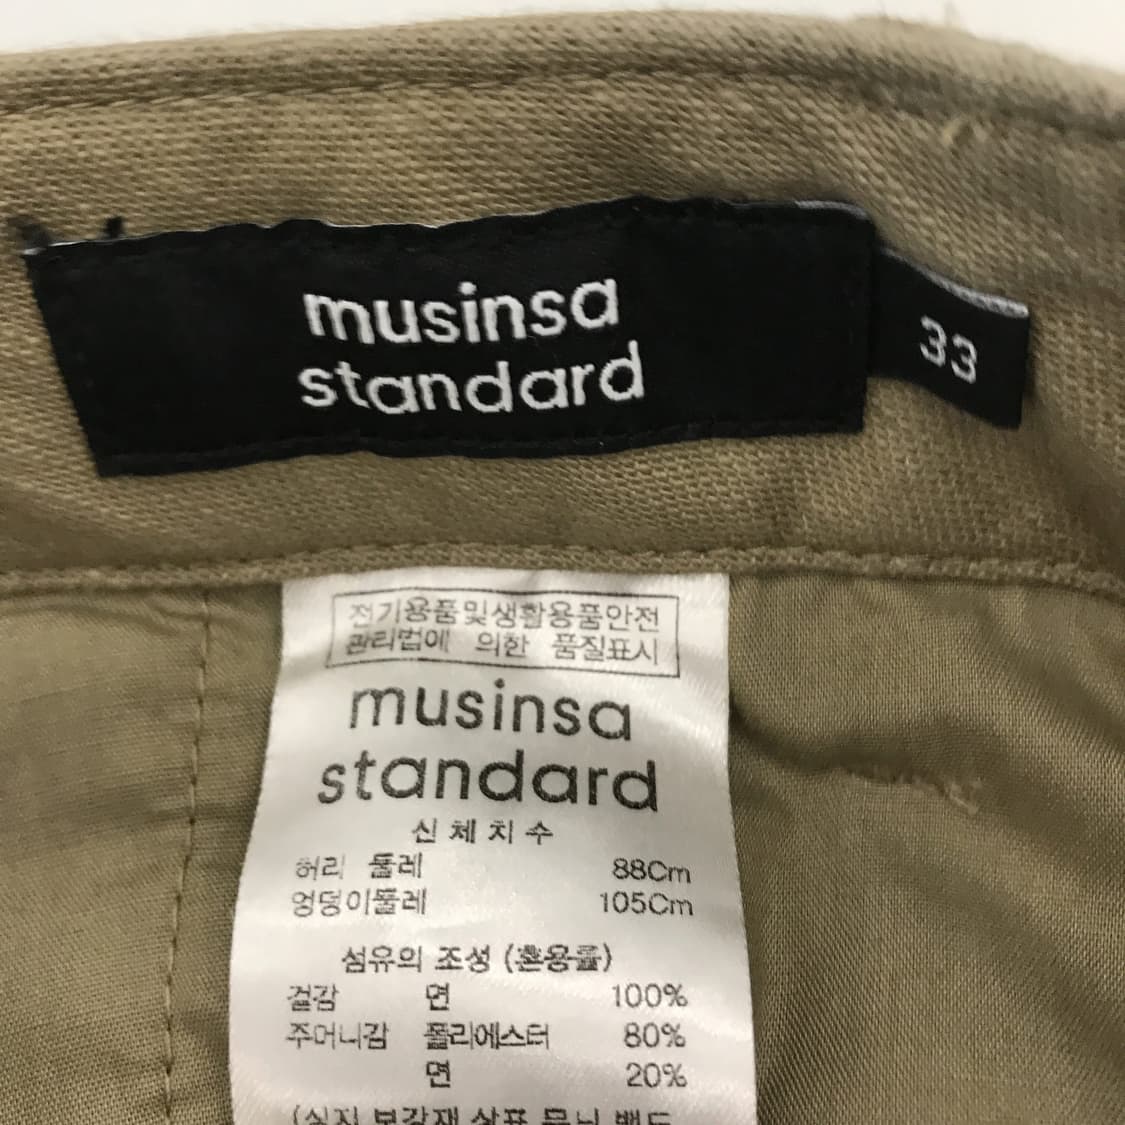 musinsa
standard
33
전기용품및생활용품안전
관리법에 의한 품질표시
musinsa
standard
신체치수
허리 둘레 88Cm
엉덩이둘레 105Cm
섬유의 조성 (혼용률)
겉감 면 100%
주머니감 폴리에스터 80%
면 20%